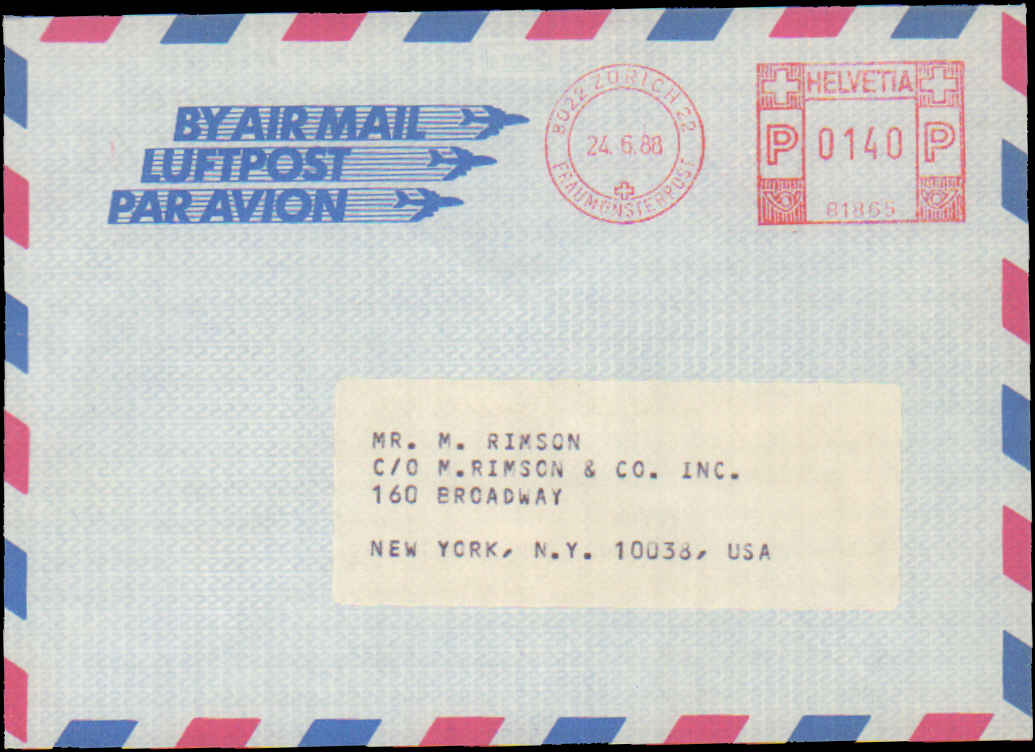 BY AIR MAIL
LUFTPOST
PAR AVION
8022 ZÜRICH 22
24.6.88
FRAUMÜNSTERPOST
HELVETIA
P 0140 P
81865
MR. M. RIMSON
C/O M.RIMSON & CO. INC.
160 BROADWAY
NEW YORK, N.Y. 10038, USA